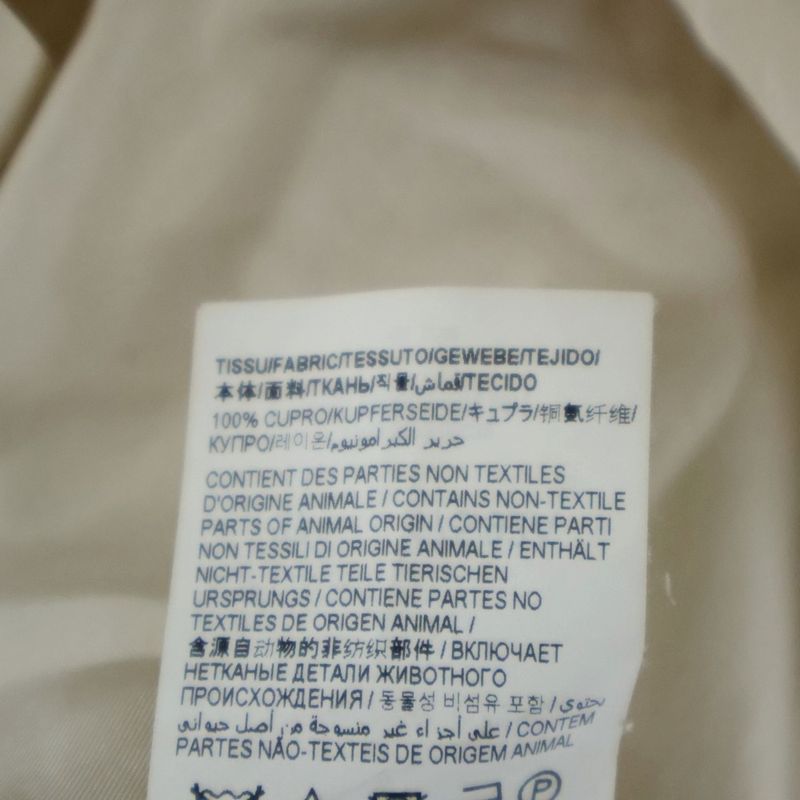 TISSU/FABRIC/TESSUTO/GEWEBE/TEJIDO/
本体/面料/ТКАНЬ/직물/قماش/TECIDO
100% CUPRO/KUPFERSEIDE/キュプラ/铜氨纤维/
КУПРО/레이온/حرير الكبرامونيوم
CONTIENT DES PARTIES NON TEXTILES
D'ORIGINE ANIMALE / CONTAINS NON-TEXTILE
PARTS OF ANIMAL ORIGIN / CONTIENE PARTI
NON TESSILI DI ORIGINE ANIMALE / ENTHÄLT
NICHT-TEXTILE TEILE TIERISCHEN
URSPRUNGS / CONTIENE PARTES NO
TEXTILES DE ORIGEN ANIMAL /
含源自动物的非纺织部件 / ВКЛЮЧАЕТ
НЕТКАНЫЕ ДЕТАЛИ ЖИВОТНОГО
ПРОИСХОЖДЕНИЯ / 동물성 비섬유 포함 / يحتوي
على أجزاء غير منسوجة من أصل حيواني / CONTEM
PARTES NÃO-TEXTEIS DE ORIGEM ANIMAL
P